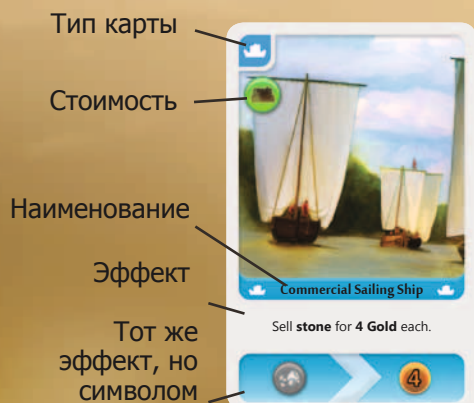 Тип карты
Стоимость
Наименование
Commercial Sailing Ship
Эффект
Sell stone for 4 Gold each.
Тот же
эффект, но
символом
4